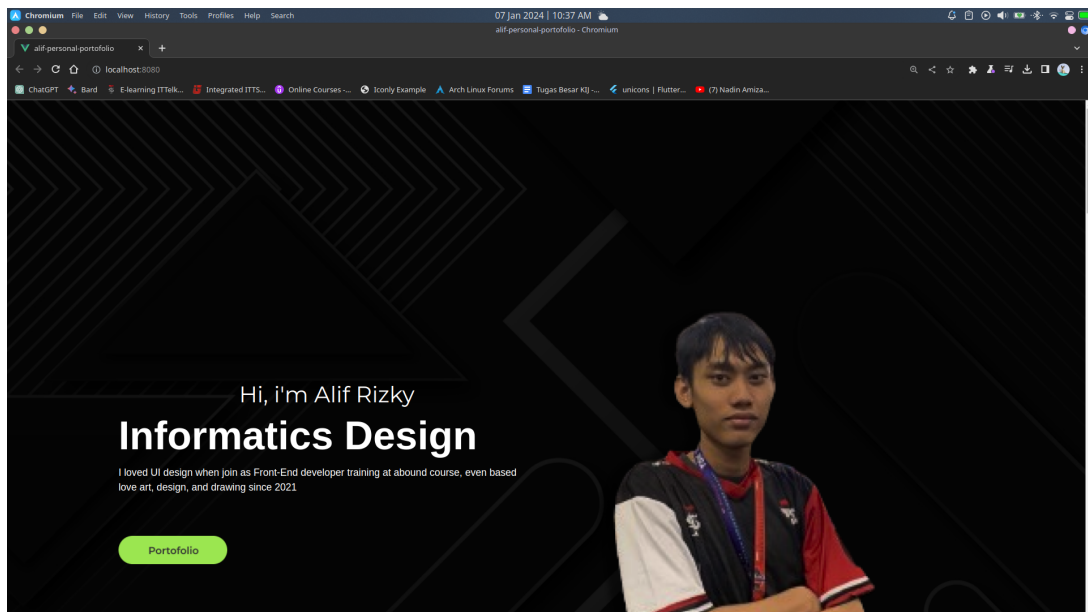 Chromium File Edit View History Tools Profiles Help Search 07 Jan 2024 | 10:37 AM
alif-personal-portofolio - Chromium
alif-personal-portofolio
localhost:8080
ChatGPT Bard E-learning ITTelk... Integrated ITTS... Online Courses -... Iconly Example Arch Linux Forums Tugas Besar KIJ -... unicons | Flutter... (7) Nadin Amiza...
Hi, i'm Alif Rizky
Informatics Design
I loved UI design when join as Front-End developer training at abound course, even based
love art, design, and drawing since 2021
Portofolio